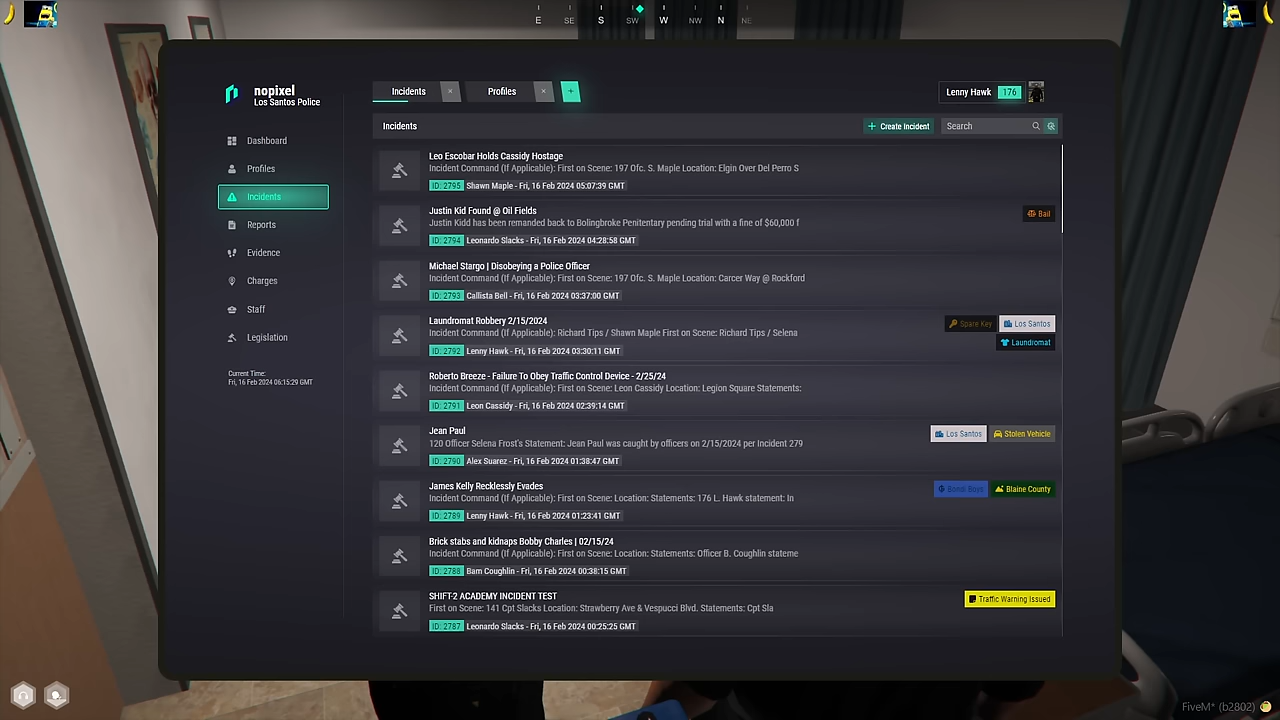 E SE S SW W NW N NE
nopixel
Los Santos Police
Incidents × Profiles × +
Lenny Hawk 176
Dashboard
Profiles
Incidents
Reports
Evidence
Charges
Staff
Legislation
Current Time:
Fri, 16 Feb 2024 06:15:29 GMT
Incidents
+ Create Incident
Search
Leo Escobar Holds Cassidy Hostage
Incident Command (If Applicable): First on Scene: 197 Ofc. S. Maple Location: Elgin Over Del Perro S
ID: 2795 Shawn Maple - Fri, 16 Feb 2024 05:07:39 GMT
Justin Kid Found @ Oil Fields
Justin Kidd has been remanded back to Bolingbroke Penitentary pending trial with a fine of $60,000 f
ID: 2794 Leonardo Slacks - Fri, 16 Feb 2024 04:28:58 GMT
Bail
Michael Stargo | Disobeying a Police Officer
Incident Command (If Applicable): First on Scene: 197 Ofc. S. Maple Location: Carcer Way @ Rockford
ID: 2793 Callista Bell - Fri, 16 Feb 2024 03:37:00 GMT
Laundromat Robbery 2/15/2024
Incident Command (If Applicable): Richard Tips / Shawn Maple First on Scene: Richard Tips / Selena
ID: 2792 Lenny Hawk - Fri, 16 Feb 2024 03:30:11 GMT
Spare Key Los Santos
Laundromat
Roberto Breeze - Failure To Obey Traffic Control Device - 2/25/24
Incident Command (If Applicable): First on Scene: Leon Cassidy Location: Legion Square Statements:
ID: 2791 Leon Cassidy - Fri, 16 Feb 2024 02:39:14 GMT
Jean Paul
120 Officer Selena Frost's Statement: Jean Paul was caught by officers on 2/15/2024 per Incident 279
ID: 2790 Alex Suarez - Fri, 16 Feb 2024 01:38:47 GMT
Los Santos Stolen Vehicle
James Kelly Recklessly Evades
Incident Command (If Applicable): First on Scene: Location: Statements: 176 L. Hawk statement: In
ID: 2789 Lenny Hawk - Fri, 16 Feb 2024 01:23:41 GMT
Blaine County
Brick stabs and kidnaps Bobby Charles | 02/15/24
Incident Command (If Applicable): First on Scene: Location: Statements: Officer B. Coughlin stateme
ID: 2788 Bam Coughlin - Fri, 16 Feb 2024 00:38:15 GMT
SHIFT-2 ACADEMY INCIDENT TEST
First on Scene: 141 Cpt Slacks Location: Strawberry Ave & Vespucci Blvd. Statements: Cpt Sla
ID: 2787 Leonardo Slacks - Fri, 16 Feb 2024 00:25:25 GMT
Traffic Warning Issued
FiveM* (b2802)